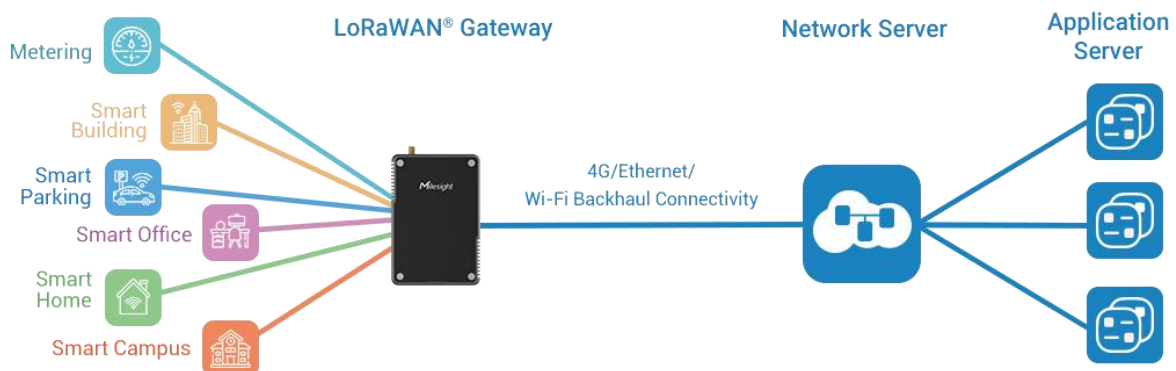 LoRaWAN® Gateway
Network Server
Application
Server
Metering
Smart
Building
Smart
Parking
P
Smart Office
Smart
Home
Smart Campus
Milesight
4G/Ethernet/
Wi-Fi Backhaul Connectivity